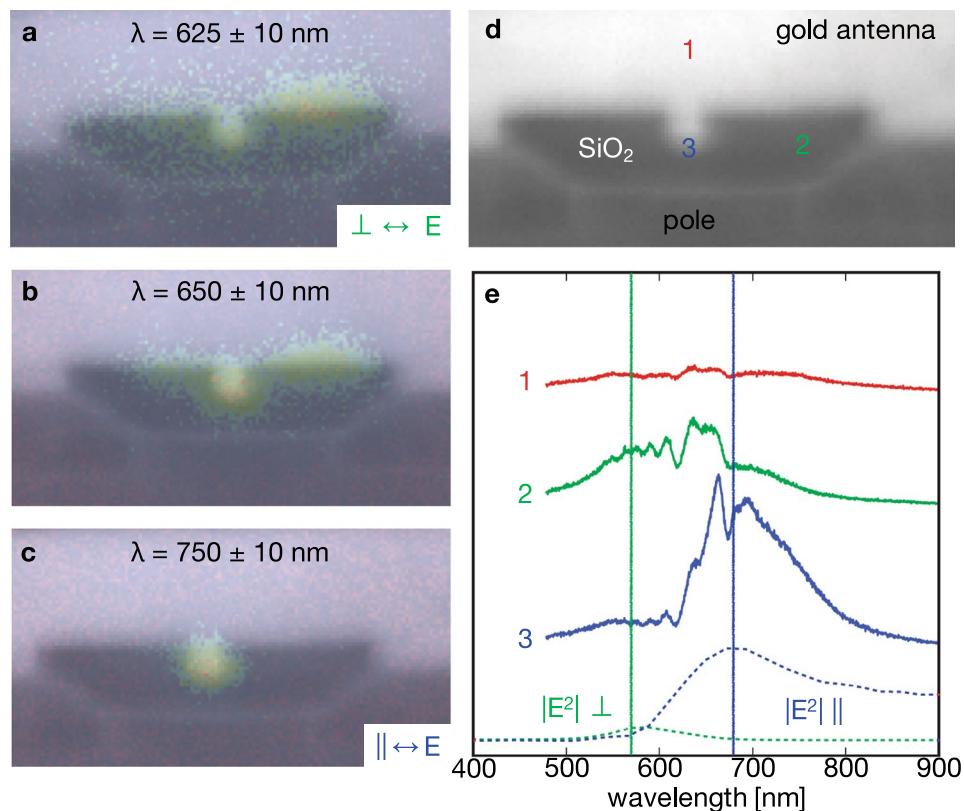 a
λ = 625 ± 10 nm
⊥ ↔ E
b
λ = 650 ± 10 nm
c
λ = 750 ± 10 nm
∥ ↔ E
d
1
gold antenna
SiO₂
3
2
pole
e
1
2
3
|E²| ⊥
|E²| ∥
400 500 600 700 800 900
wavelength [nm]